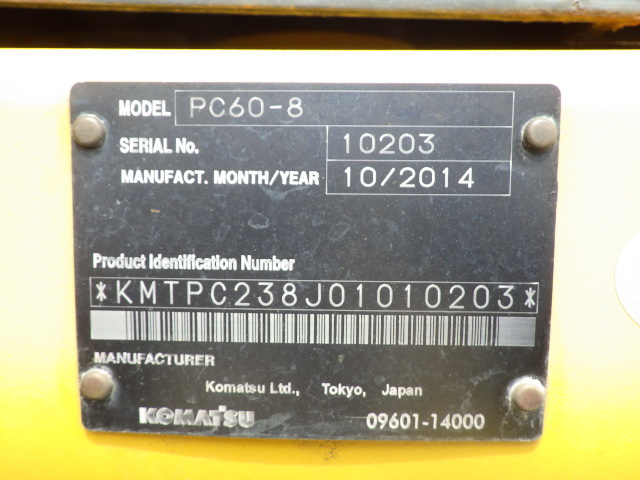 MODEL PC60-8
SERIAL No. 10203
MANUFACT. MONTH/YEAR 10/2014
Product Identification Number
*KMTPC238J01010203*
MANUFACTURER
Komatsu Ltd., Tokyo, Japan
KOMATSU 09601-14000